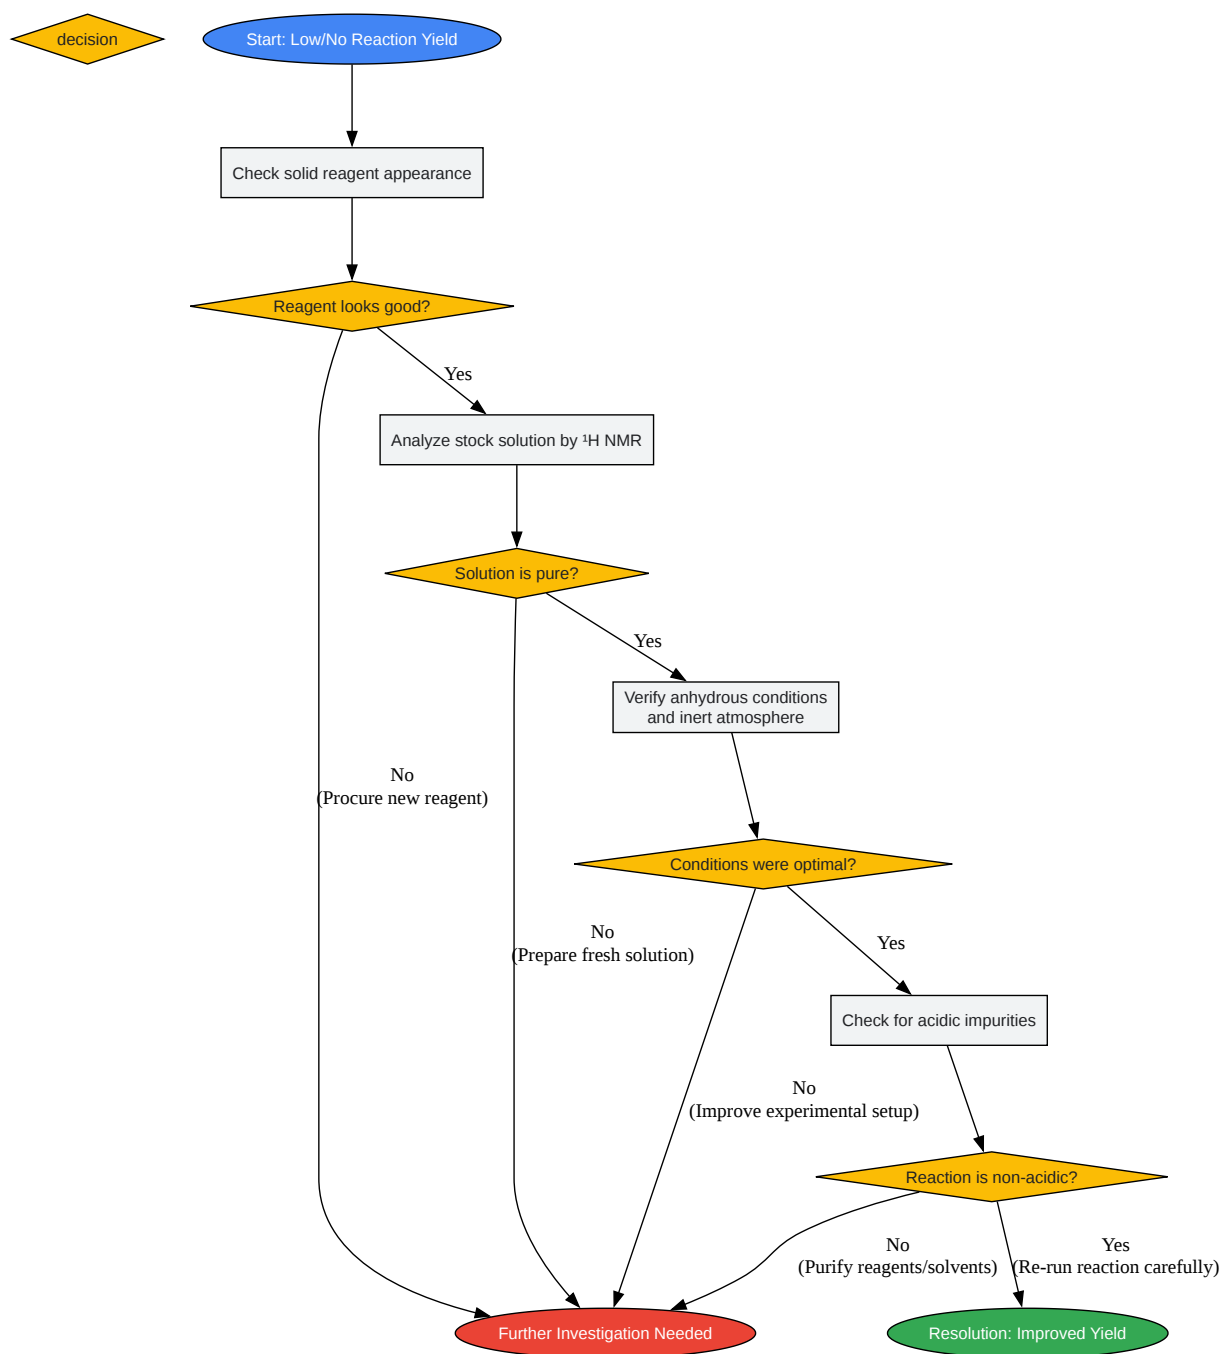 decision
Start: Low/No Reaction Yield
Check solid reagent appearance
Reagent looks good?
Yes
Analyze stock solution by ¹H NMR
Solution is pure?
Yes
Verify anhydrous conditions
and inert atmosphere
No
(Procure new reagent)
Conditions were optimal?
No
(Prepare fresh solution)
Yes
Check for acidic impurities
No
(Improve experimental setup)
Reaction is non-acidic?
No
(Purify reagents/solvents)
Yes
(Re-run reaction carefully)
Further Investigation Needed
Resolution: Improved Yield